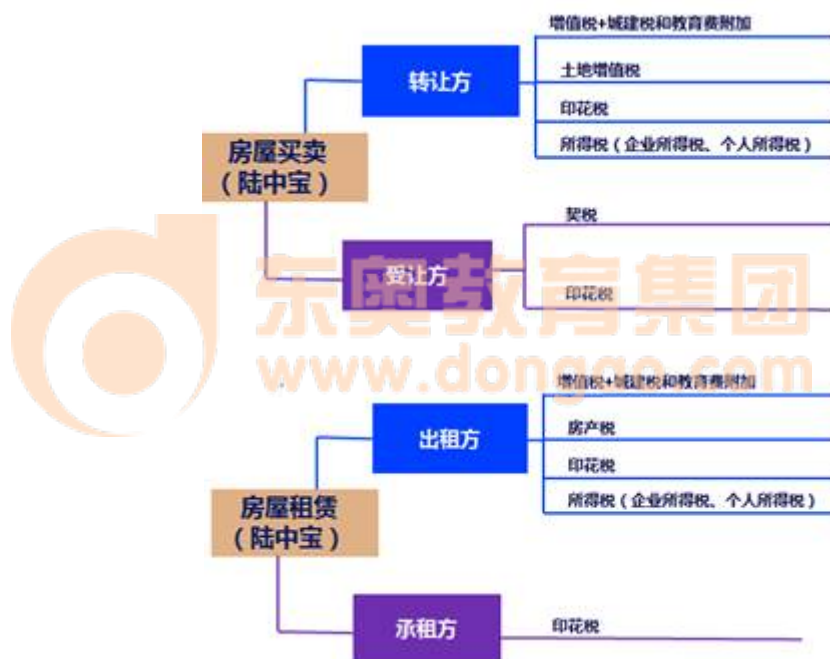 增值税+城建税和教育费附加
转让方
土地增值税
印花税
所得税（企业所得税、个人所得税）
房屋买卖
（陆中宝）
契税
受让方
印花税
东奥教育集团
www.dongao.com
增值税+城建税和教育费附加
出租方
房产税
印花税
所得税（企业所得税、个人所得税）
房屋租赁
（陆中宝）
承租方
印花税